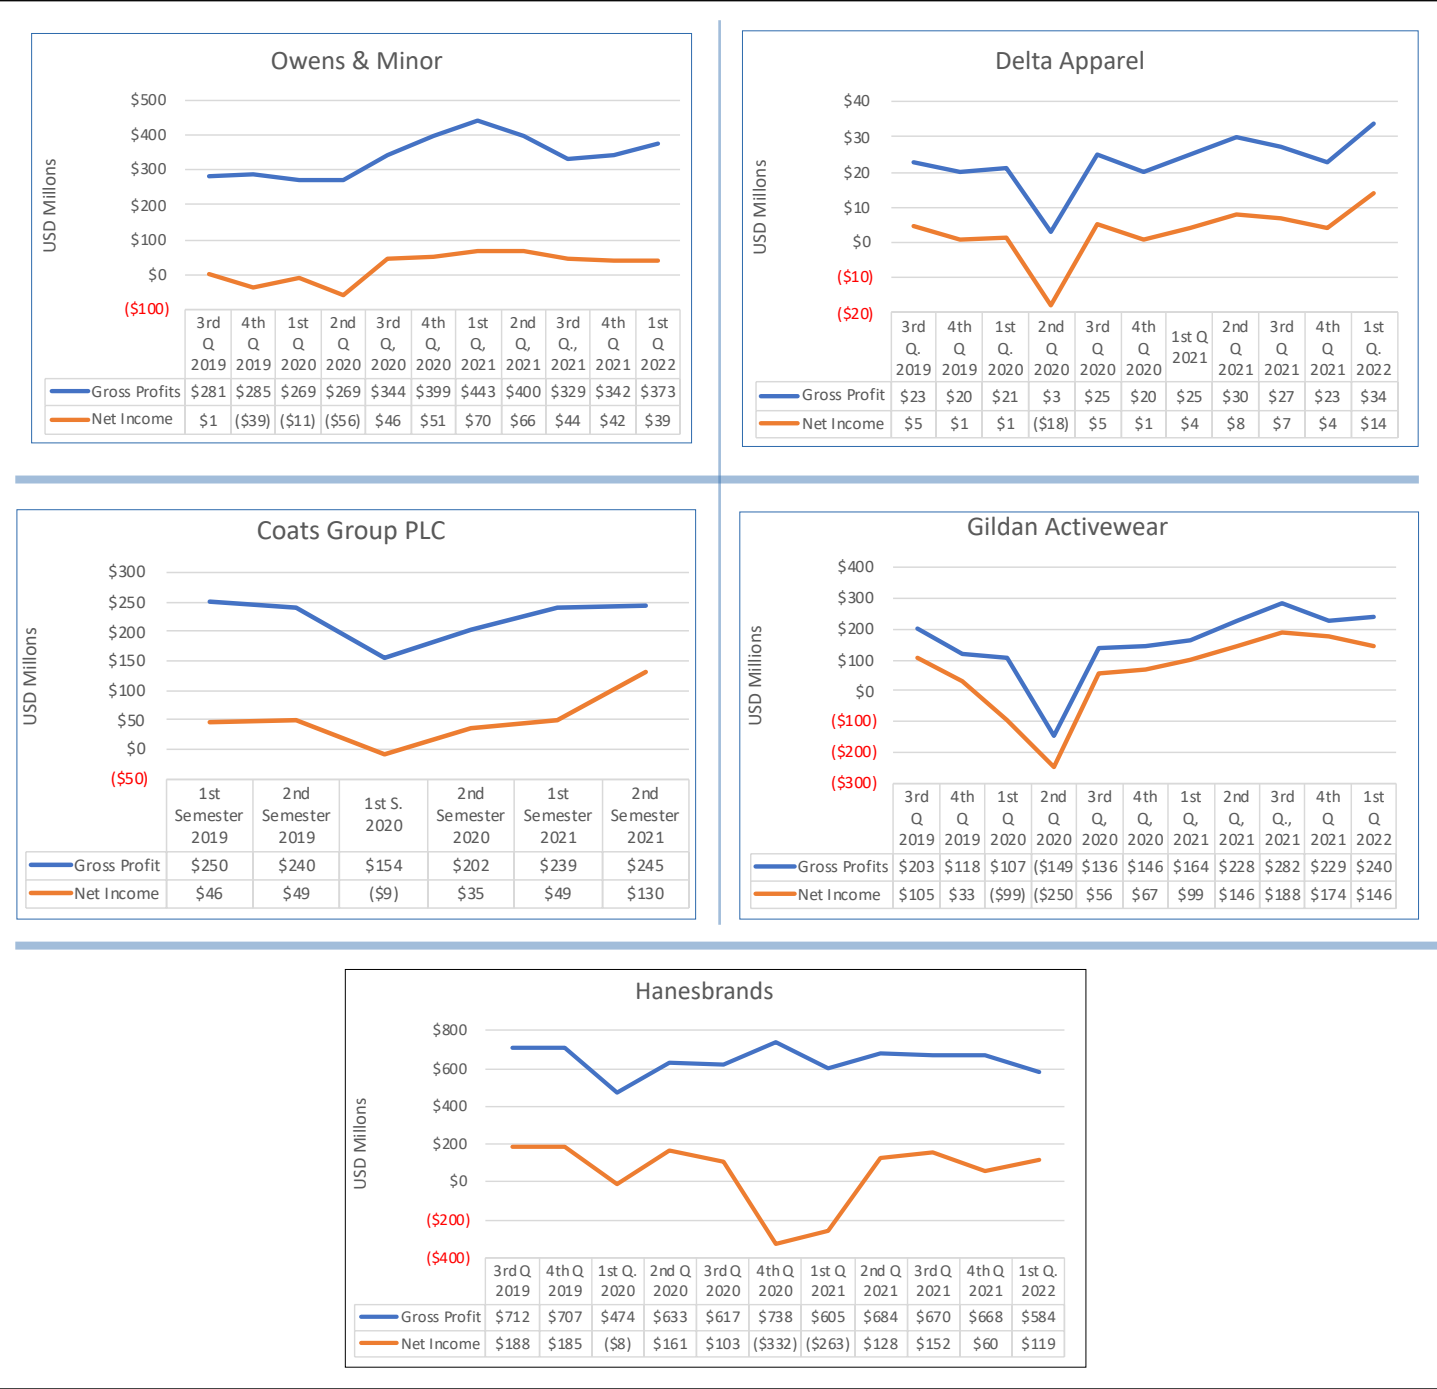 Owens & Minor
USD Millons
$500
$400
$300
$200
$100
$0
($100)
3rd Q 2019 4th Q 2019 1st Q 2020 2nd Q 2020 3rd Q, 2020 4th Q, 2020 1st Q, 2021 2nd Q, 2021 3rd Q., 2021 4th Q 2021 1st Q 2022
Gross Profits $281 $285 $269 $269 $344 $399 $443 $400 $329 $342 $373
Net Income $1 ($39) ($11) ($56) $46 $51 $70 $66 $44 $42 $39
Delta Apparel
USD Millons
$40
$30
$20
$10
$0
($10)
($20)
3rd Q. 2019 4th Q 2019 1st Q. 2020 2nd Q 2020 3rd Q 2020 4th Q 2020 1st Q 2021 2nd Q 2021 3rd Q 2021 4th Q 2021 1st Q. 2022
Gross Profit $23 $20 $21 $3 $25 $20 $25 $30 $27 $23 $34
Net Income $5 $1 $1 ($18) $5 $1 $4 $8 $7 $4 $14
Coats Group PLC
USD Millons
$300
$250
$200
$150
$100
$50
$0
($50)
1st Semester 2019 2nd Semester 2019 1st S. 2020 2nd Semester 2020 1st Semester 2021 2nd Semester 2021
Gross Profit $250 $240 $154 $202 $239 $245
Net Income $46 $49 ($9) $35 $49 $130
Gildan Activewear
USD Millions
$400
$300
$200
$100
$0
($100)
($200)
($300)
3rd Q 2019 4th Q 2019 1st Q 2020 2nd Q 2020 3rd Q, 2020 4th Q, 2020 1st Q, 2021 2nd Q, 2021 3rd Q., 2021 4th Q 2021 1st Q 2022
Gross Profits $203 $118 $107 ($149 $136 $146 $164 $228 $282 $229 $240
Net Income $105 $33 ($99) ($250 $56 $67 $99 $146 $188 $174 $146
Hanesbrands
USD Millons
$800
$600
$400
$200
$0
($200)
($400)
3rd Q 2019 4th Q 2019 1st Q. 2020 2nd Q 2020 3rd Q 2020 4th Q 2020 1st Q 2021 2nd Q 2021 3rd Q 2021 4th Q 2021 1st Q. 2022
Gross Profit $712 $707 $474 $633 $617 $738 $605 $684 $670 $668 $584
Net Income $188 $185 ($8) $161 $103 ($332) ($263) $128 $152 $60 $119